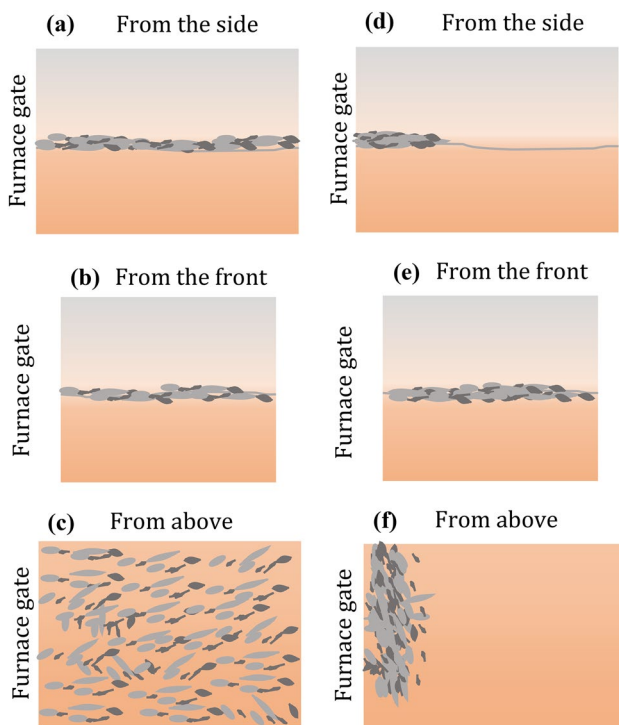 (a) From the side
Furnace gate
(d) From the side
Furnace gate
(b) From the front
Furnace gate
(e) From the front
Furnace gate
(c) From above
Furnace gate
(f) From above
Furnace gate